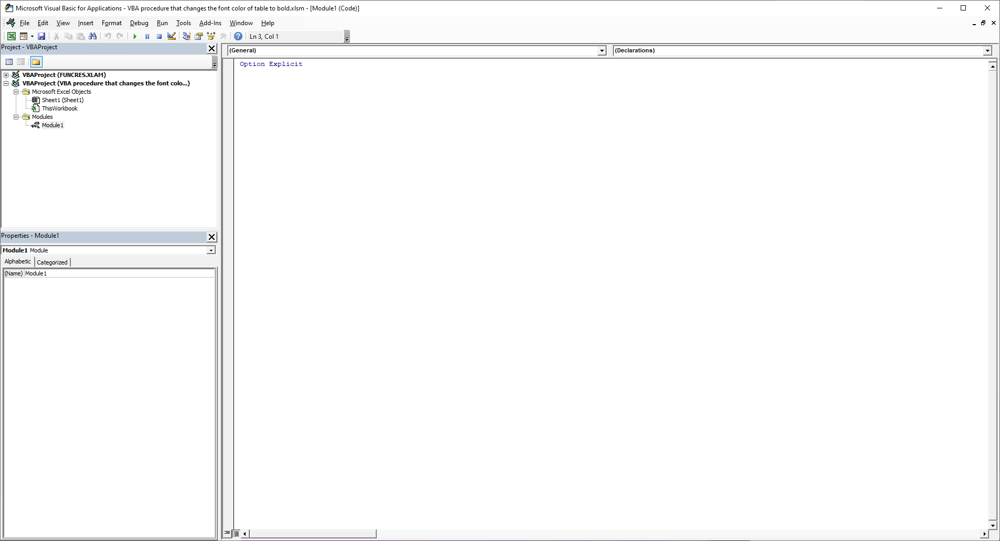 Microsoft Visual Basic for Applications - VBA procedure that changes the font color of table to bold.xlsm - [Module1 (Code)]
File Edit View Insert Format Debug Run Tools Add-Ins Window Help
Ln 3, Col 1
Project - VBAProject
(General)
(Declarations)
Option Explicit
VBAProject (FUNCRES.XLAM)
VBAProject (VBA procedure that changes the font colo...)
Microsoft Excel Objects
Sheet1 (Sheet1)
ThisWorkbook
Modules
Module1
Properties - Module1
Module1 Module
Alphabetic Categorized
(Name) Module1